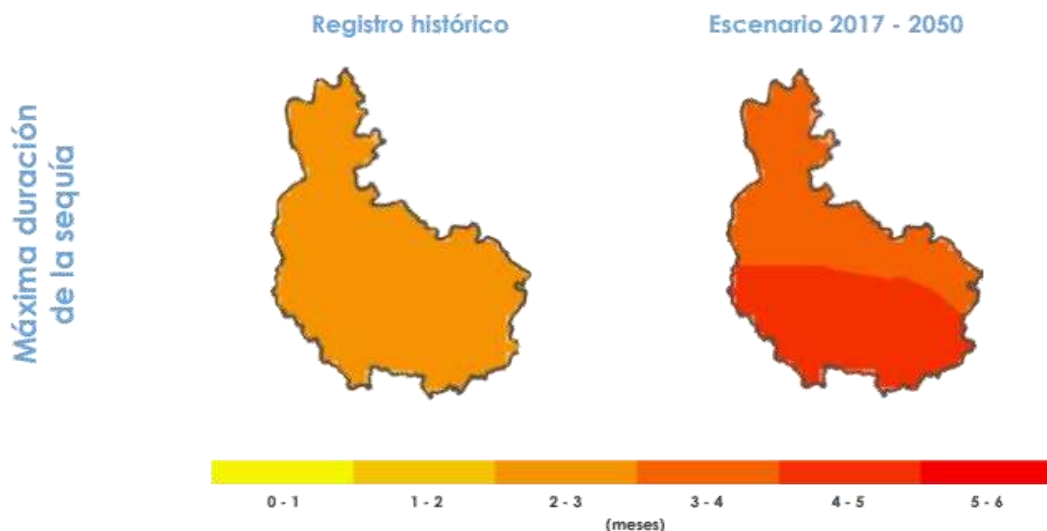 Registro histórico
Escenario 2017 - 2050
Máxima duración
de la sequía
0 - 1
1 - 2
2 - 3
3 - 4
4 - 5
5 - 6
(meses)